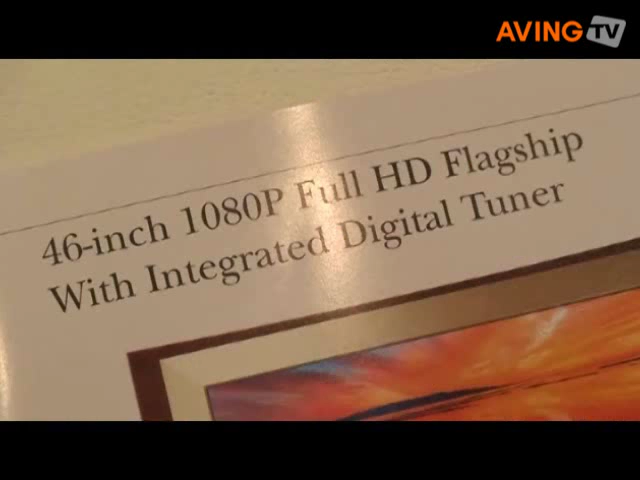 AVING TV
46-inch 1080P Full HD Flagship
With Integrated Digital Tuner